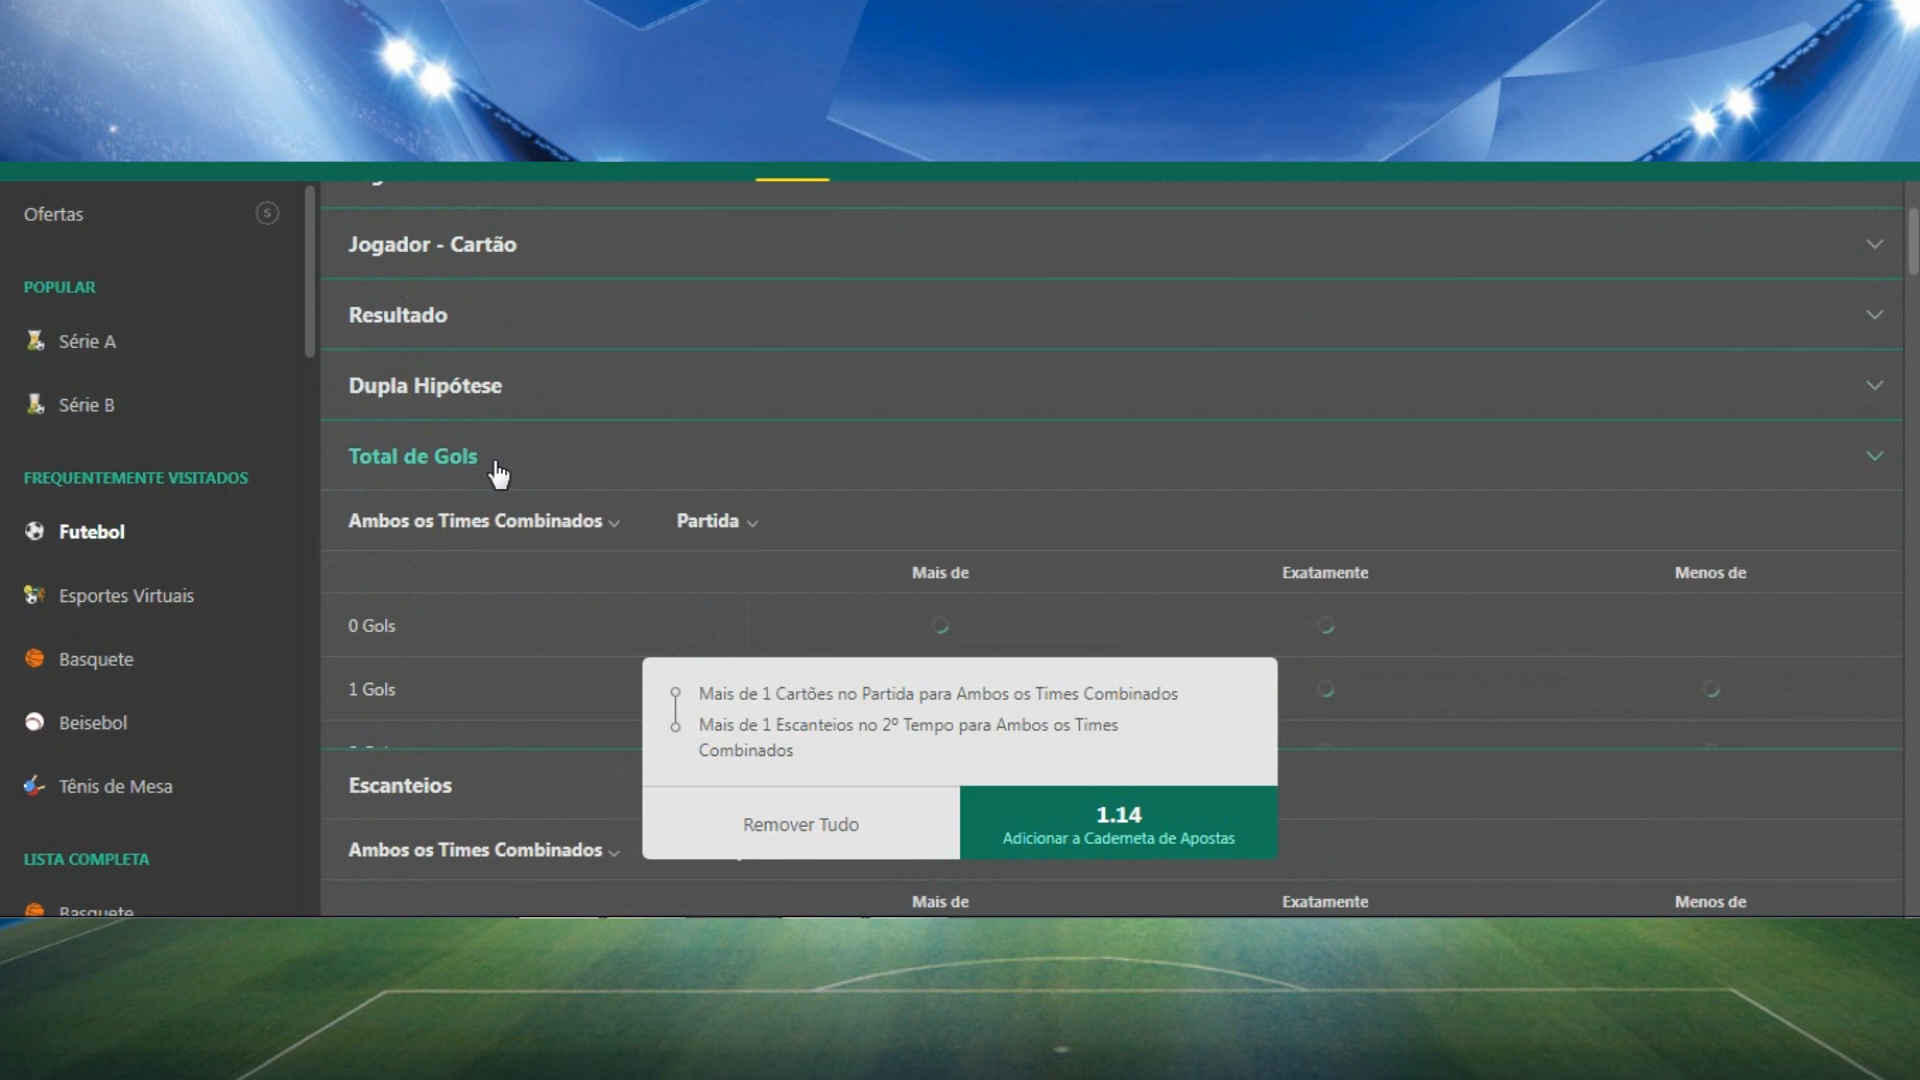 Ofertas
POPULAR
Série A
Série B
FREQUENTEMENTE VISITADOS
Futebol
Esportes Virtuais
Basquete
Beisebol
Tênis de Mesa
LISTA COMPLETA
Basquete
Jogador - Cartão
Resultado
Dupla Hipótese
Total de Gols
Ambos os Times Combinados Partida
Mais de Exatamente Menos de
0 Gols
1 Gols
Mais de 1 Cartões no Partida para Ambos os Times Combinados
Mais de 1 Escanteios no 2º Tempo para Ambos os Times
Combinados
Remover Tudo
1.14
Adicionar a Caderneta de Apostas
Escanteios
Ambos os Times Combinados
Mais de Exatamente Menos de